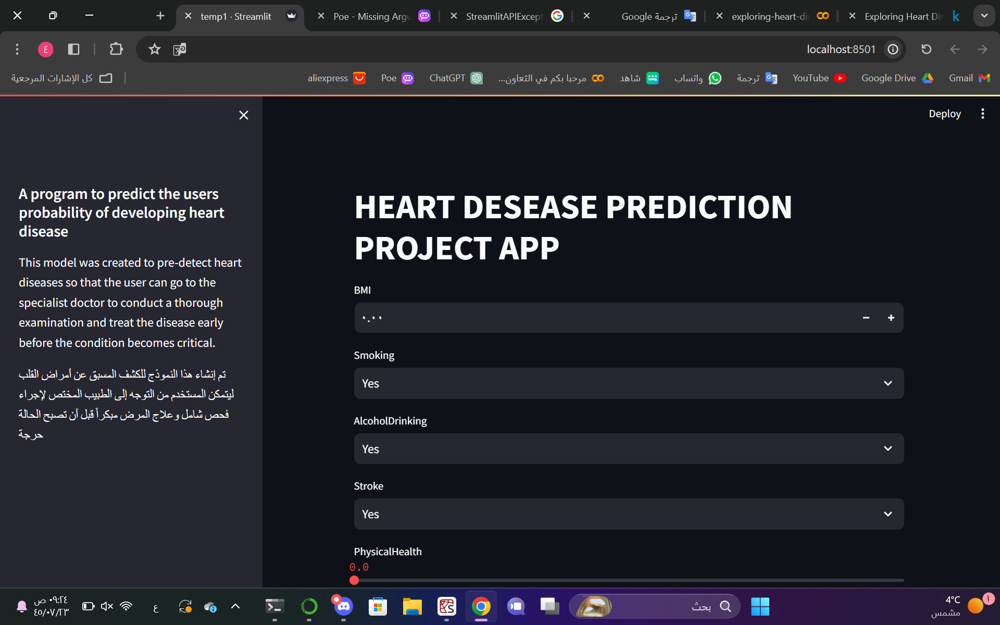 temp1 · Streamlit
Poe - Missing Argu
StreamlitAPIExcept
ترجمة Google
exploring-heart-di
Exploring Heart Dis
ع
localhost:8501
كل الإشارات المرجعية
aliexpress
Poe
ChatGPT
مرحبا بكم في التعاون...
شاهد
واتساب
ترجمة
YouTube
Google Drive
Gmail
Deploy
A program to predict the users
probability of developing heart
disease
This model was created to pre-detect heart
diseases so that the user can go to the
specialist doctor to conduct a thorough
examination and treat the disease early
before the condition becomes critical.
تم إنشاء هذا النموذج للكشف المسبق عن أمراض القلب
ليتمكن المستخدم من التوجه إلى الطبيب المختص لإجراء
فحص شامل وعلاج المرض مبكراً قبل أن تصبح الحالة
حرجة
HEART DESEASE PREDICTION
PROJECT APP
BMI
٠.٠٠
Smoking
Yes
AlcoholDrinking
Yes
Stroke
Yes
PhysicalHealth
0.0
٠٩:٢٤ ص
٤٥/٠٧/٢٣
ع
بحث
4°C
مشمس
١